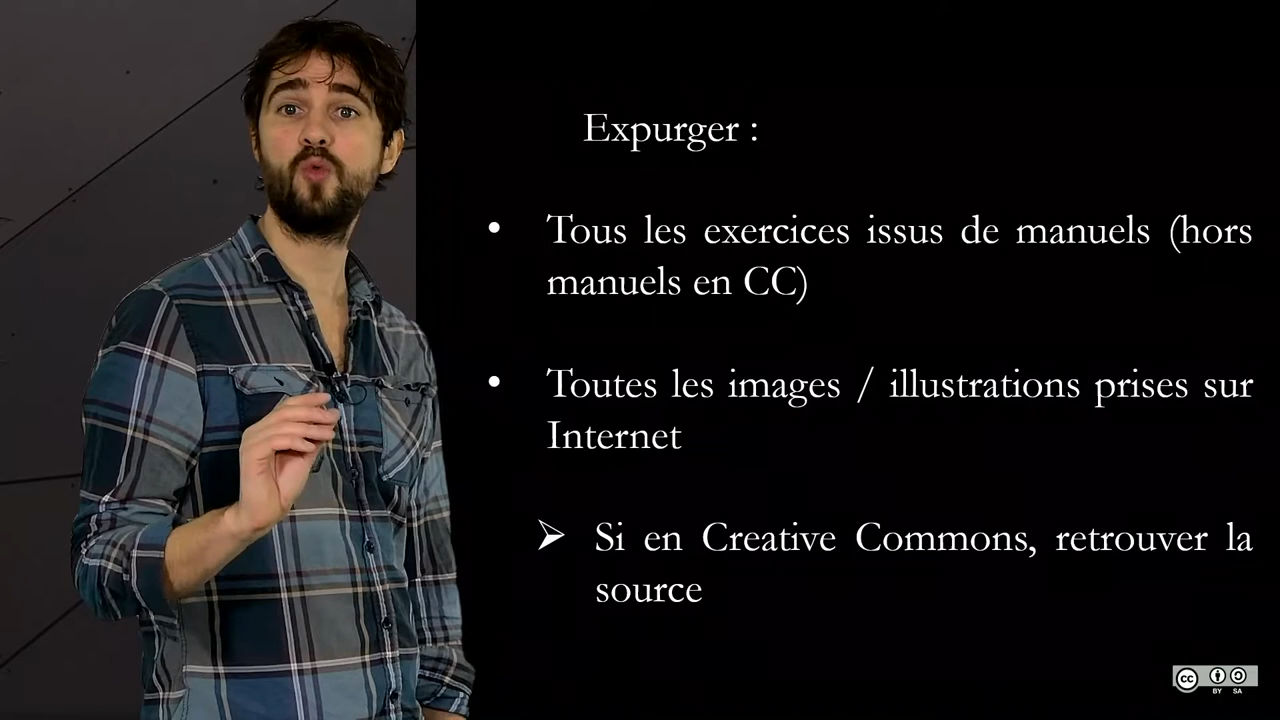 Expurger :
• Tous les exercices issus de manuels (hors
manuels en CC)
• Toutes les images / illustrations prises sur
Internet
➢ Si en Creative Commons, retrouver la
source
cc
BY SA